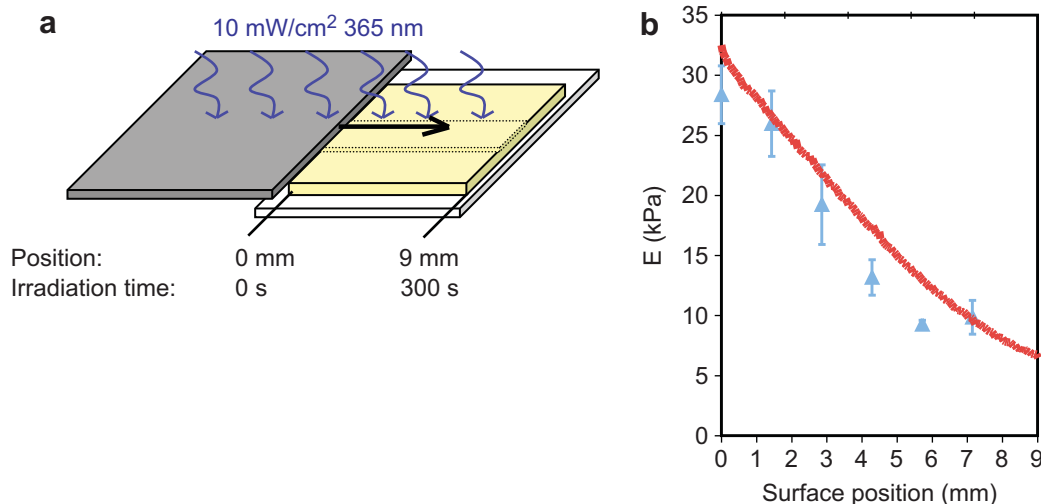 a
10 mW/cm² 365 nm
Position: 0 mm 9 mm
Irradiation time: 0 s 300 s
b
35
30
25
20
15
10
5
0
E (kPa)
0 1 2 3 4 5 6 7 8 9
Surface position (mm)